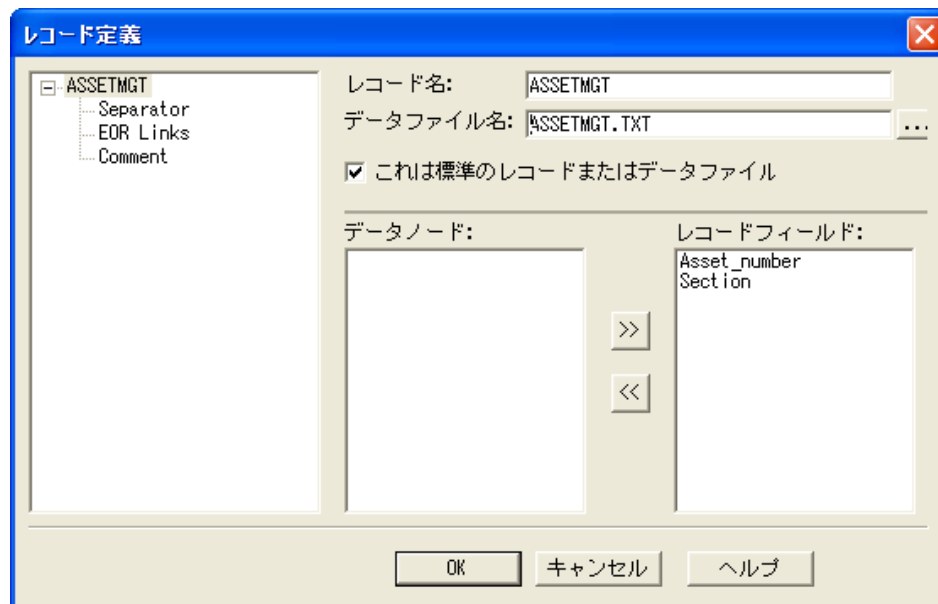 レコード定義
ASSETMGT
Separator
EOR Links
Comment
レコード名:
ASSETMGT
データファイル名:
ASSETMGT.TXT
...
これは標準のレコードまたはデータファイル
データノード:
レコードフィールド:
Asset_number
Section
>>
<<
OK
キャンセル
ヘルプ